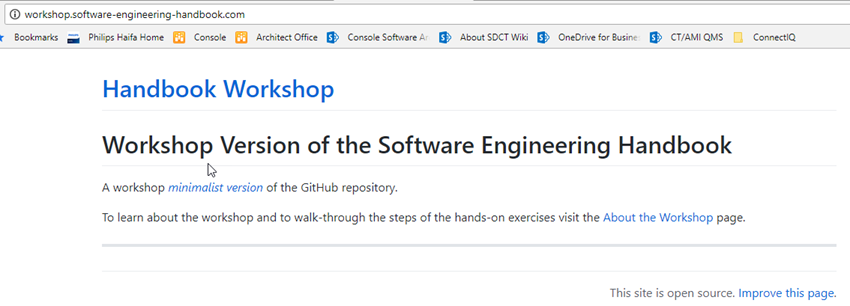 workshop.software-engineering-handbook.com
Bookmarks Philips Haifa Home Console Architect Office Console Software Ar About SDCT Wiki OneDrive for Busine CT/AMI QMS ConnectIQ
Handbook Workshop
Workshop Version of the Software Engineering Handbook
A workshop minimalist version of the GitHub repository.
To learn about the workshop and to walk-through the steps of the hands-on exercises visit the About the Workshop page.
This site is open source. Improve this page.